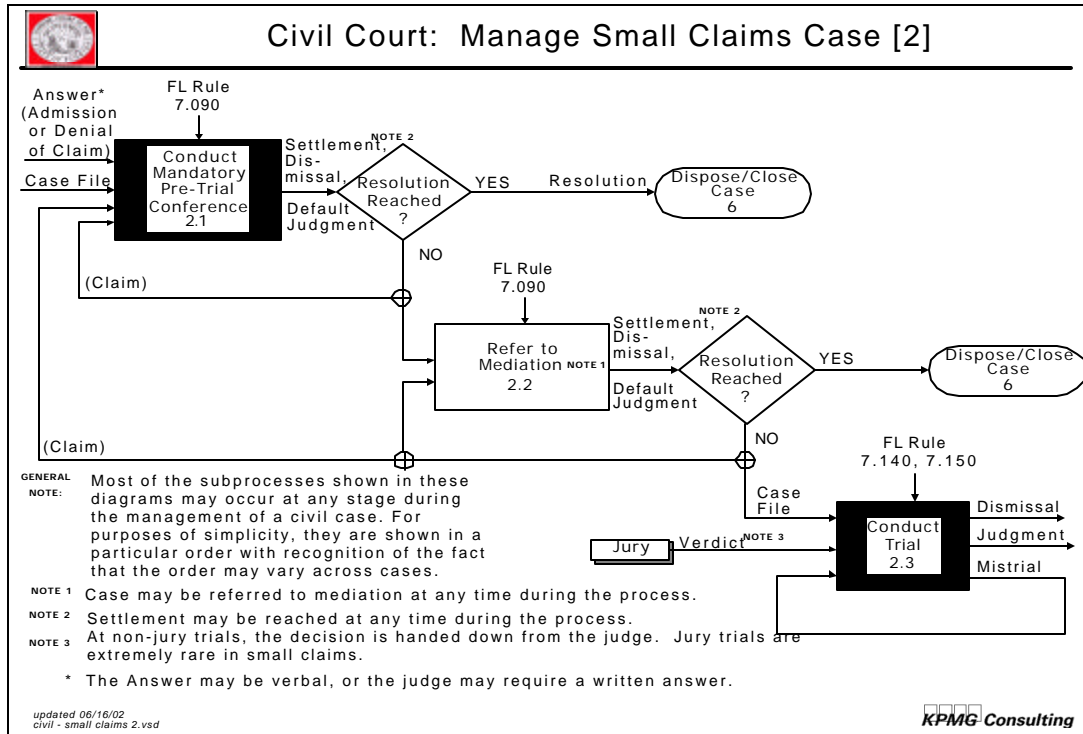 Civil Court: Manage Small Claims Case [2]
Answer*
(Admission
or Denial
of Claim)
Case File
FL Rule
7.090
Conduct
Mandatory
Pre-Trial
Conference
2.1
Settlement,
Dis-
missal,
Default
Judgment
NOTE 2
Resolution
Reached
?
YES
Resolution
Dispose/Close
Case
6
NO
(Claim)
FL Rule
7.090
Refer to
Mediation NOTE 1
2.2
Settlement,
Dis-
missal,
Default
Judgment
NOTE 2
Resolution
Reached
?
YES
Dispose/Close
Case
6
NO
(Claim)
FL Rule
7.140, 7.150
Case
File
Jury
Verdict NOTE 3
Conduct
Trial
2.3
Dismissal
Judgment
Mistrial
GENERAL
NOTE:
Most of the subprocesses shown in these
diagrams may occur at any stage during
the management of a civil case. For
purposes of simplicity, they are shown in a
particular order with recognition of the fact
that the order may vary across cases.
NOTE 1 Case may be referred to mediation at any time during the process.
NOTE 2 Settlement may be reached at any time during the process.
NOTE 3 At non-jury trials, the decision is handed down from the judge. Jury trials are
extremely rare in small claims.
* The Answer may be verbal, or the judge may require a written answer.
updated 06/16/02
civil - small claims 2.vsd
KPMG Consulting